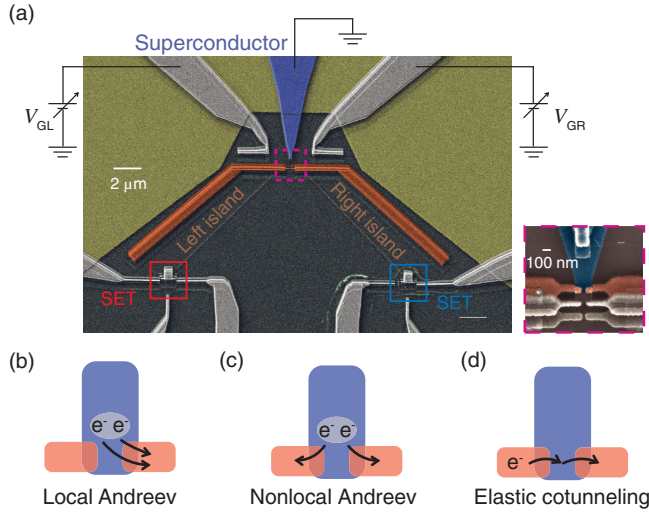 (a)
Superconductor
V_GL
V_GR
2 μm
Left island
Right island
SET
SET
100 nm
(b)
(c)
(d)
e⁻ e⁻
e⁻ e⁻
e⁻
Local Andreev
Nonlocal Andreev
Elastic cotunneling